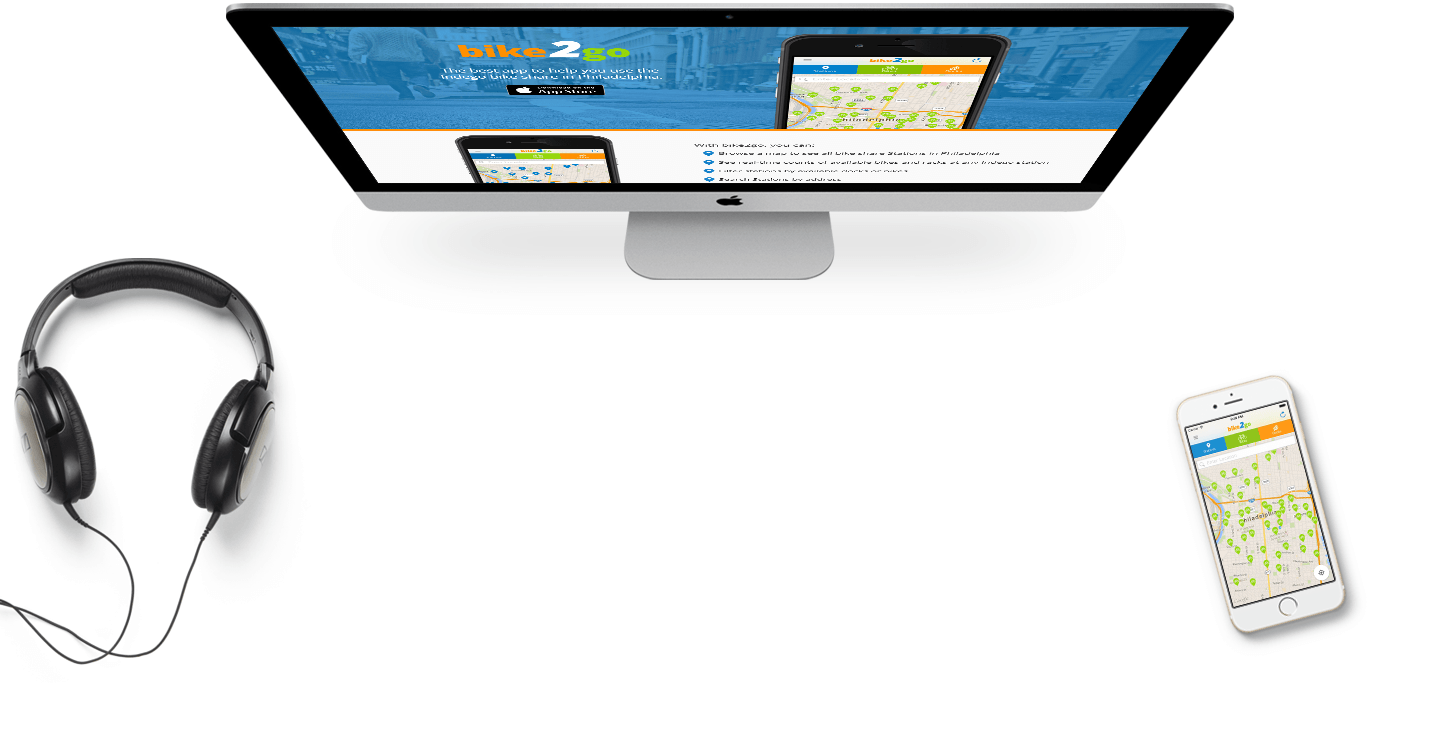 bike2go
The best app to help you use the
Indego bike share in Philadelphia.
Download on the
App Store
bike2go
philadelphia
bike2go
With bike2go, you can:
Browse a map to see all bike share Stations in Philadelphia
See real-time counts of available bikes and racks at any Indego station
Filter stations by available docks or bikes
Search Stations by address
bike2go
Philadelphia